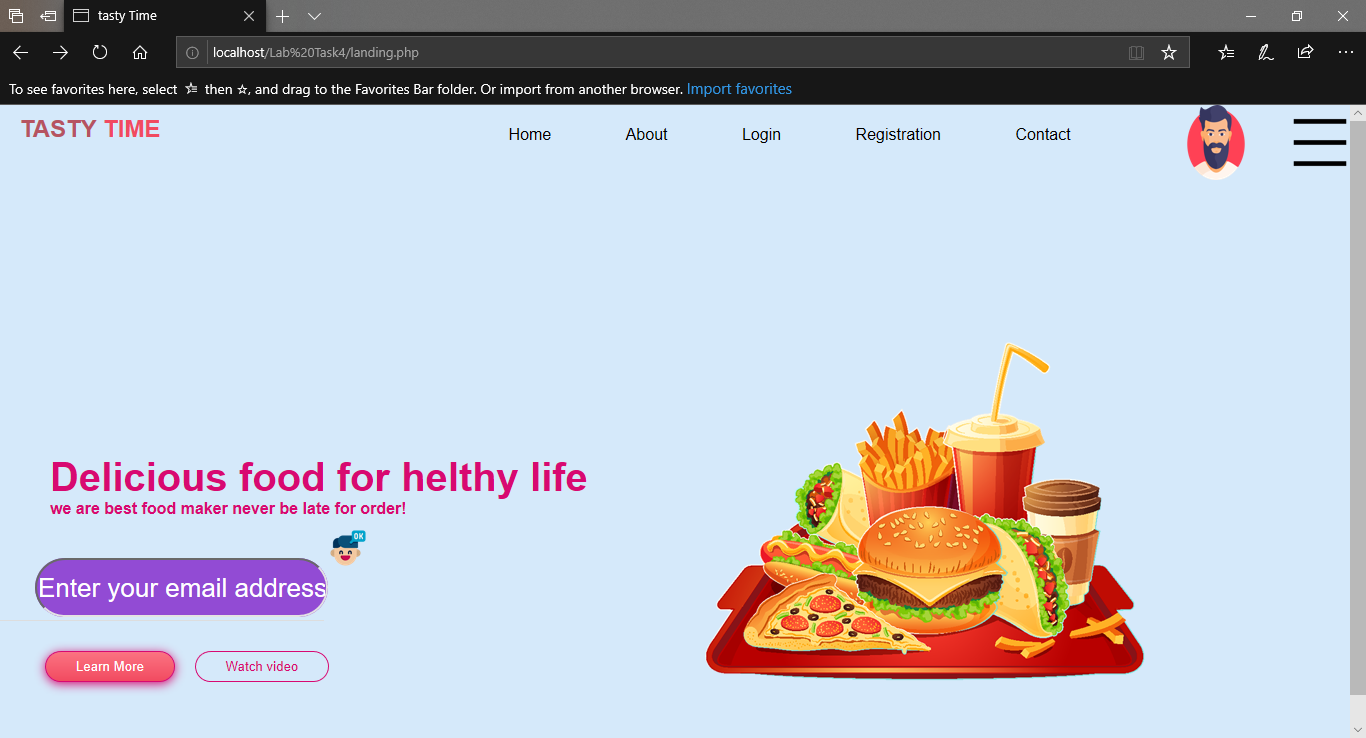 tasty Time
localhost/Lab%20Task4/landing.php
To see favorites here, select then , and drag to the Favorites Bar folder. Or import from another browser. Import favorites
TASTY TIME
Home About Login Registration Contact
Delicious food for helthy life
we are best food maker never be late for order!
OK
Enter your email address
Learn More Watch video